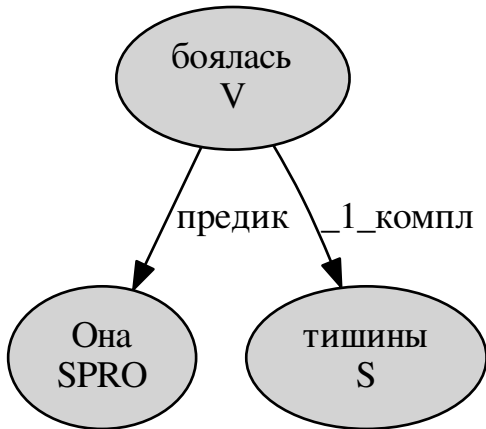 боялась
V
предик
_1_компл
Она
SPRO
тишины
S